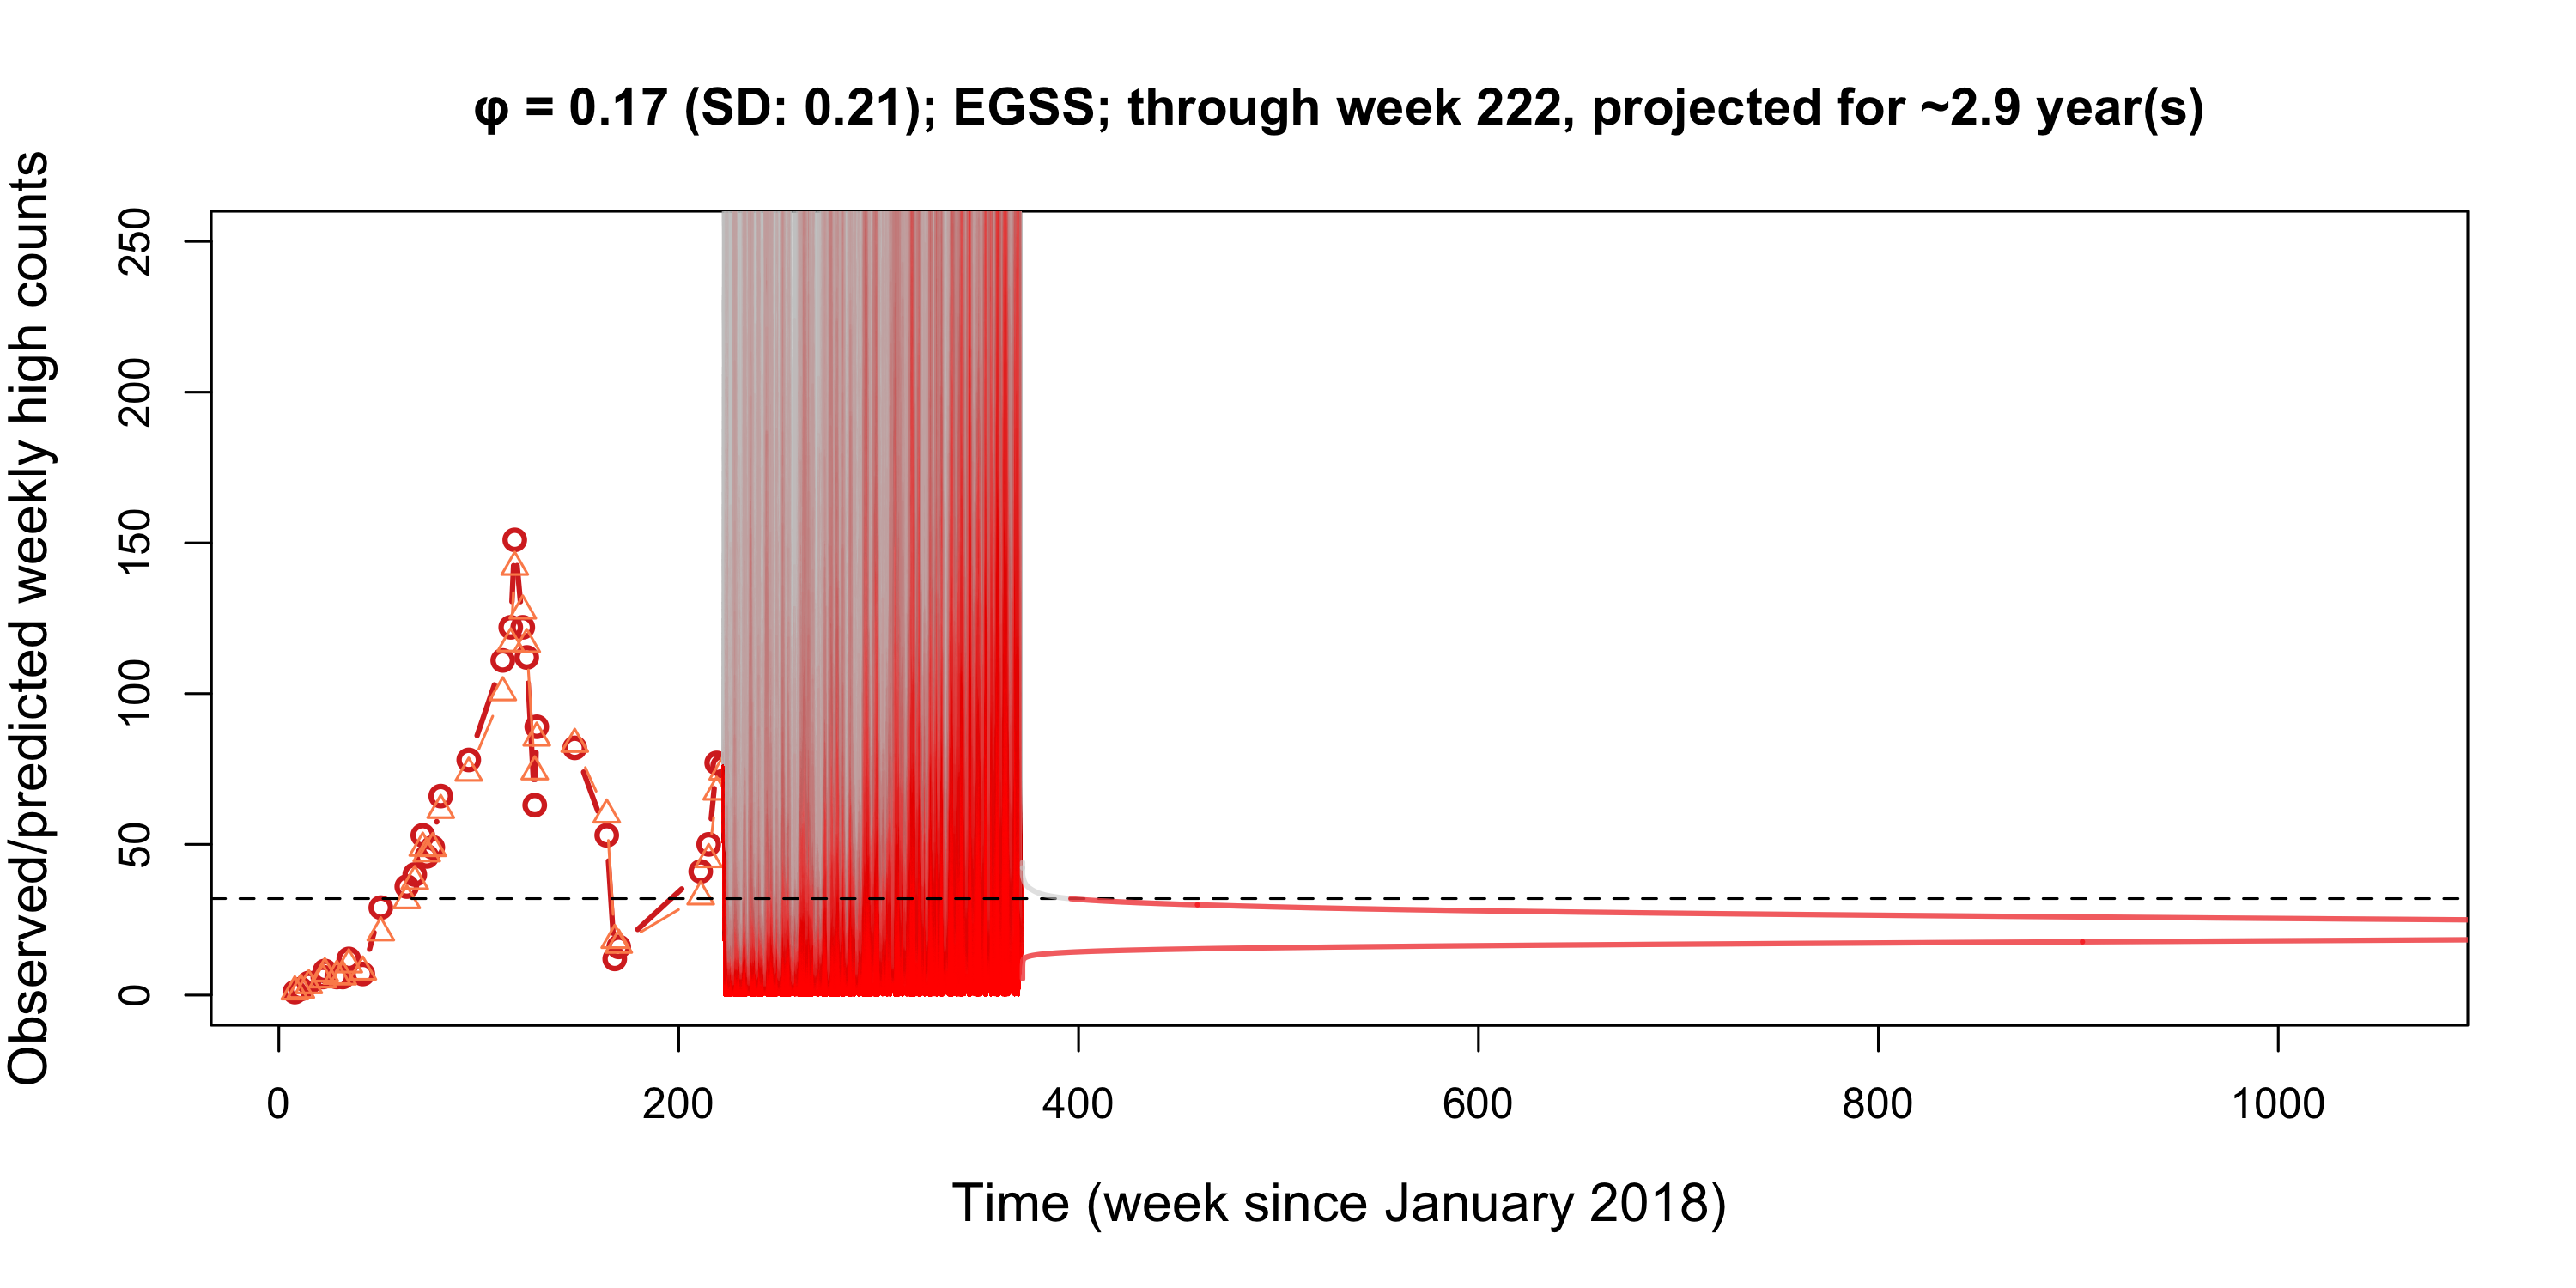 φ = 0.17 (SD: 0.21); EGSS; through week 222, projected for ~2.9 year(s)
Observed/predicted weekly high counts
250
200
150
100
50
0
0 200 400 600 800 1000
Time (week since January 2018)